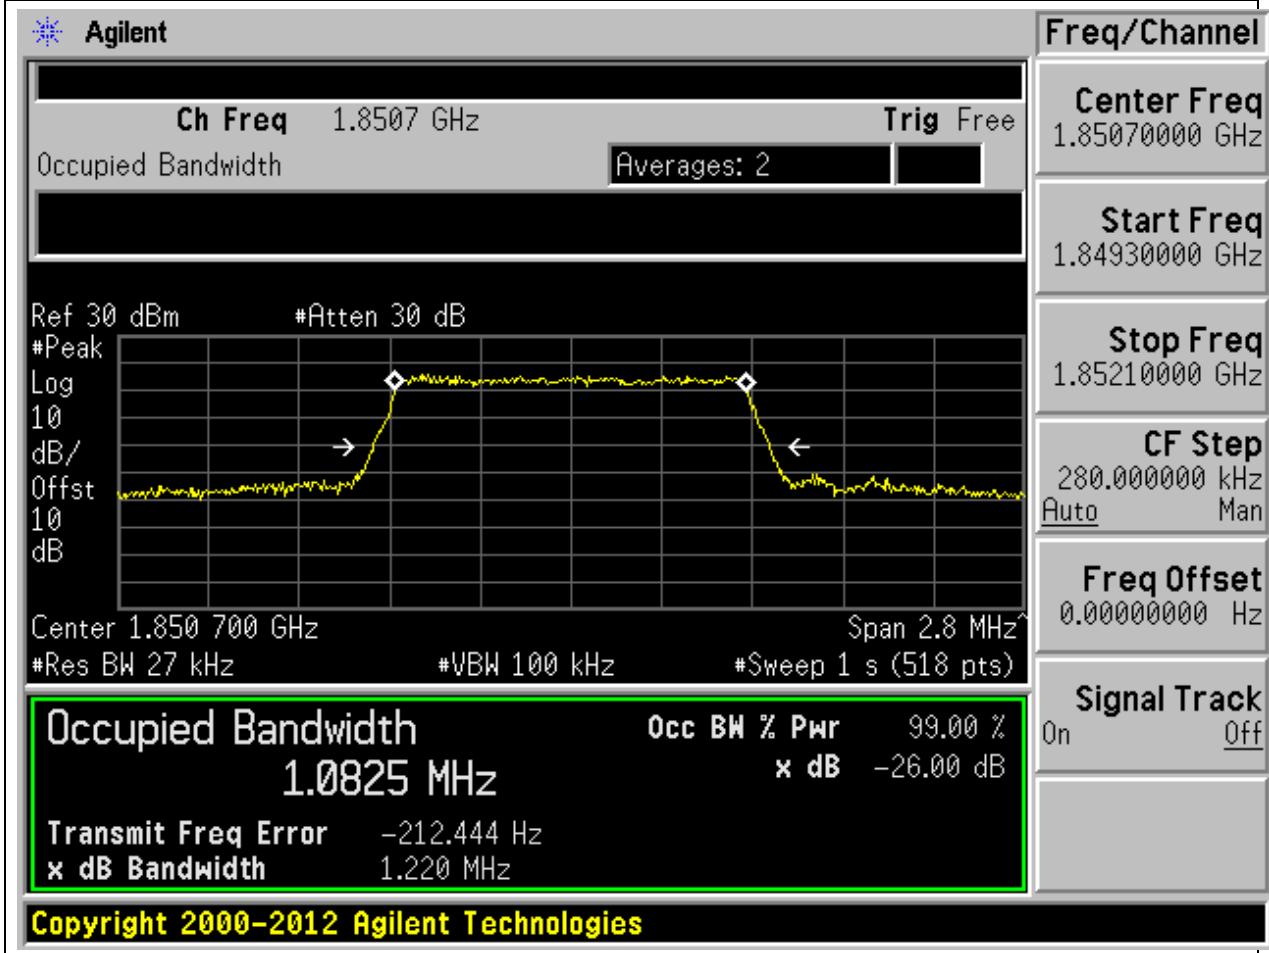 Agilent
Freq/Channel
Ch Freq 1.8507 GHz Trig Free
Occupied Bandwidth Averages: 2
Center Freq
1.85070000 GHz
Start Freq
1.84930000 GHz
Stop Freq
1.85210000 GHz
CF Step
280.000000 kHz
Auto Man
Freq Offset
0.00000000 Hz
Signal Track
On Off
Ref 30 dBm #Atten 30 dB
#Peak
Log
10
dB/
Offst
10
dB
Center 1.850 700 GHz Span 2.8 MHz^
#Res BW 27 kHz #VBW 100 kHz #Sweep 1 s (518 pts)
Occupied Bandwidth Occ BW % Pwr 99.00 %
1.0825 MHz x dB -26.00 dB
Transmit Freq Error -212.444 Hz
x dB Bandwidth 1.220 MHz
Copyright 2000-2012 Agilent Technologies